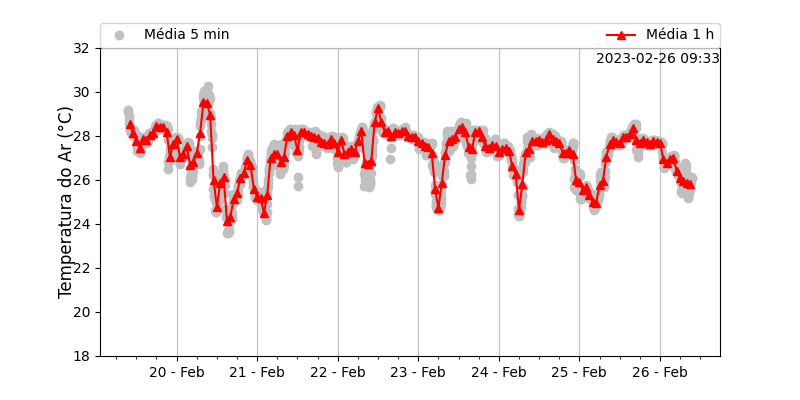 Média 5 min
Média 1 h
2023-02-26 09:33
Temperatura do Ar (°C)
32
30
28
26
24
22
20
18
20 - Feb
21 - Feb
22 - Feb
23 - Feb
24 - Feb
25 - Feb
26 - Feb